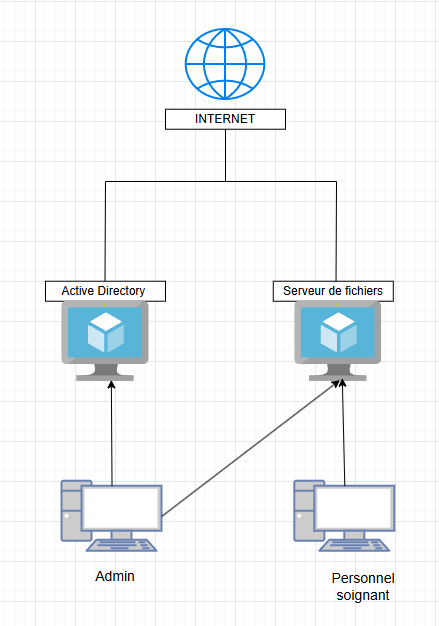 INTERNET
Active Directory
Serveur de fichiers
Admin
Personnel
soignant